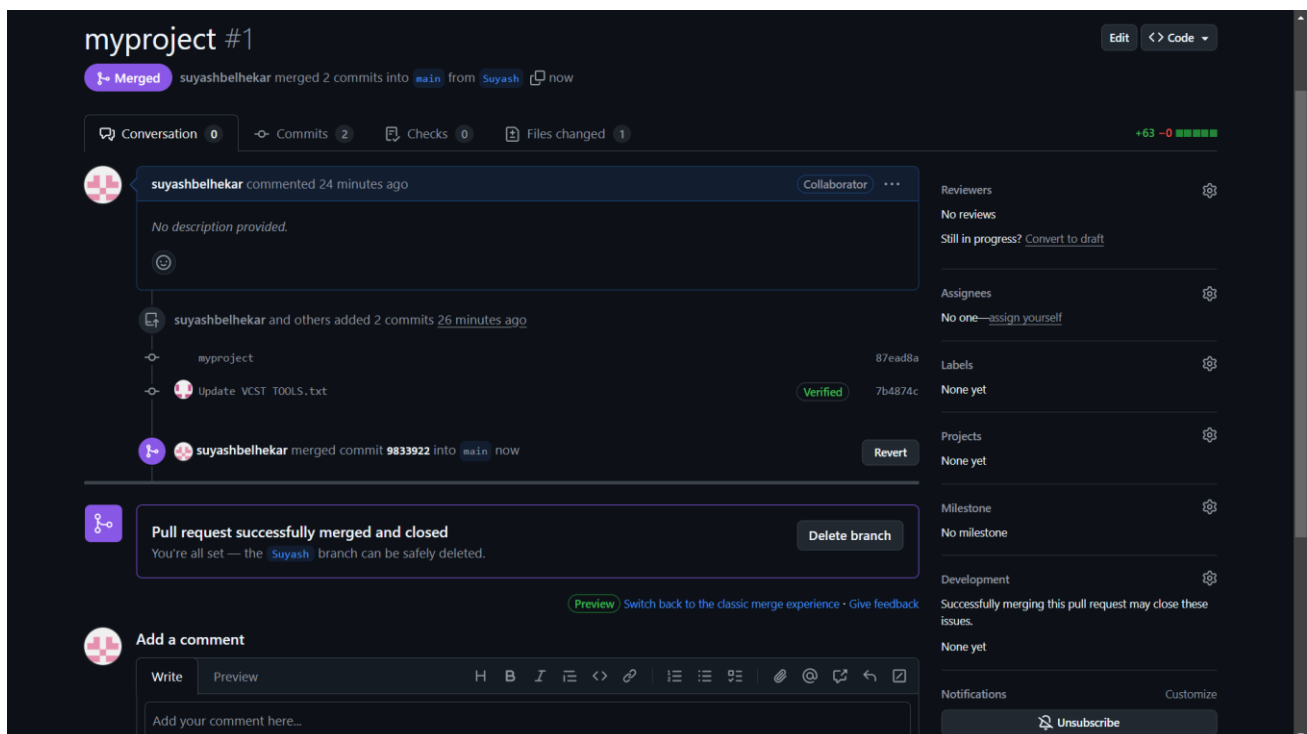 myproject #1
Edit
Code
Merged
suyashbelhekar merged 2 commits into main from Suyash now
Conversation 0
Commits 2
Checks 0
Files changed 1
+63 −0
suyashbelhekar commented 24 minutes ago
Collaborator
No description provided.
suyashbelhekar and others added 2 commits 26 minutes ago
myproject
87ead8a
Update VCST TOOLS.txt
Verified
7b4874c
suyashbelhekar merged commit 9833922 into main now
Revert
Pull request successfully merged and closed
You're all set — the Suyash branch can be safely deleted.
Delete branch
Preview Switch back to the classic merge experience · Give feedback
Add a comment
Write
Preview
Add your comment here...
Reviewers
No reviews
Still in progress? Convert to draft
Assignees
No one—assign yourself
Labels
None yet
Projects
None yet
Milestone
No milestone
Development
Successfully merging this pull request may close these
issues.
None yet
Notifications
Customize
Unsubscribe